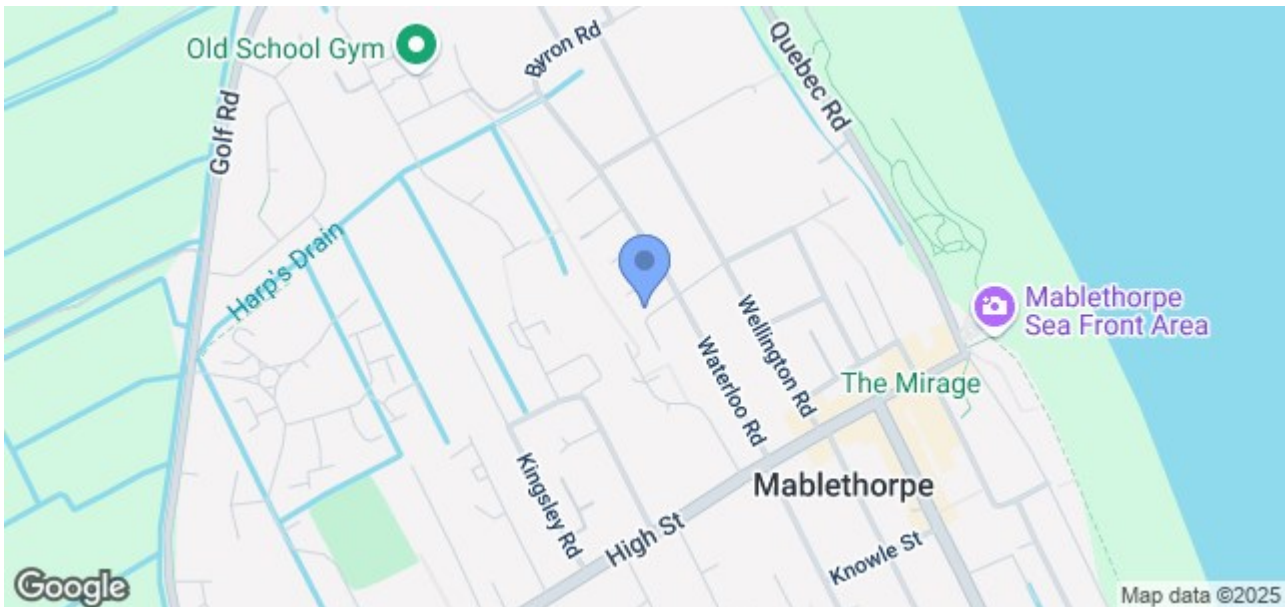 Old School Gym
Byron Rd
Quebec Rd
Golf Rd
Harp's Drain
Mablethorpe
Sea Front Area
Wellington Rd
Waterloo Rd
The Mirage
Kingsley Rd
Mablethorpe
High St
Knowle St
Google
Map data ©2025